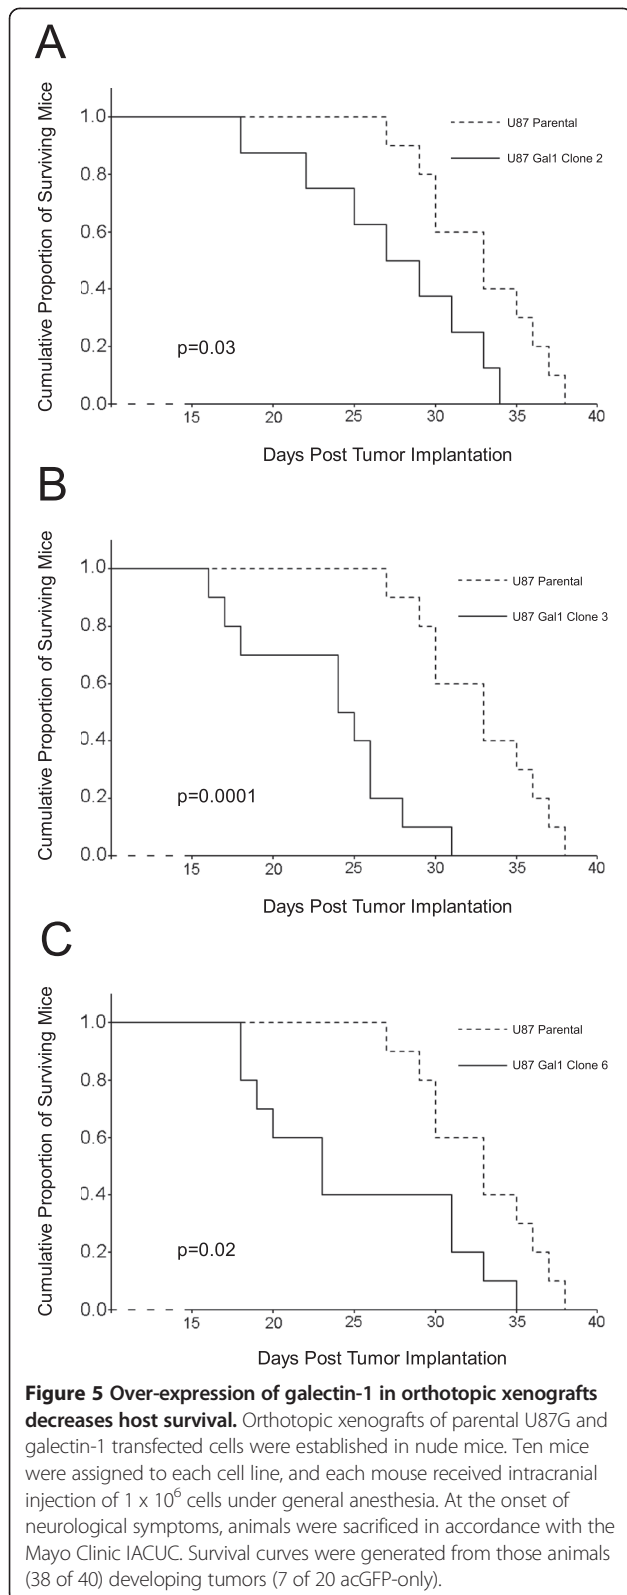 A
Cumulative Proportion of Surviving Mice
1.0
0.8
0.6
0.4
0.2
0.0
U87 Parental
U87 Gal1 Clone 2
p=0.03
15 20 25 30 35 40
Days Post Tumor Implantation
B
Cumulative Proportion of Surviving Mice
1.0
0.8
0.6
0.4
0.2
0.0
U87 Parental
U87 Gal1 Clone 3
p=0.0001
15 20 25 30 35 40
Days Post Tumor Implantation
C
Cumulative Proportion of Surviving Mice
1.0
0.8
0.6
0.4
0.2
0.0
U87 Parental
U87 Gal1 Clone 6
p=0.02
15 20 25 30 35 40
Days Post Tumor Implantation
Figure 5 Over-expression of galectin-1 in orthotopic xenografts
decreases host survival. Orthotopic xenografts of parental U87G and
galectin-1 transfected cells were established in nude mice. Ten mice
were assigned to each cell line, and each mouse received intracranial
injection of 1 x 10⁶ cells under general anesthesia. At the onset of
neurological symptoms, animals were sacrificed in accordance with the
Mayo Clinic IACUC. Survival curves were generated from those animals
(38 of 40) developing tumors (7 of 20 acGFP-only).